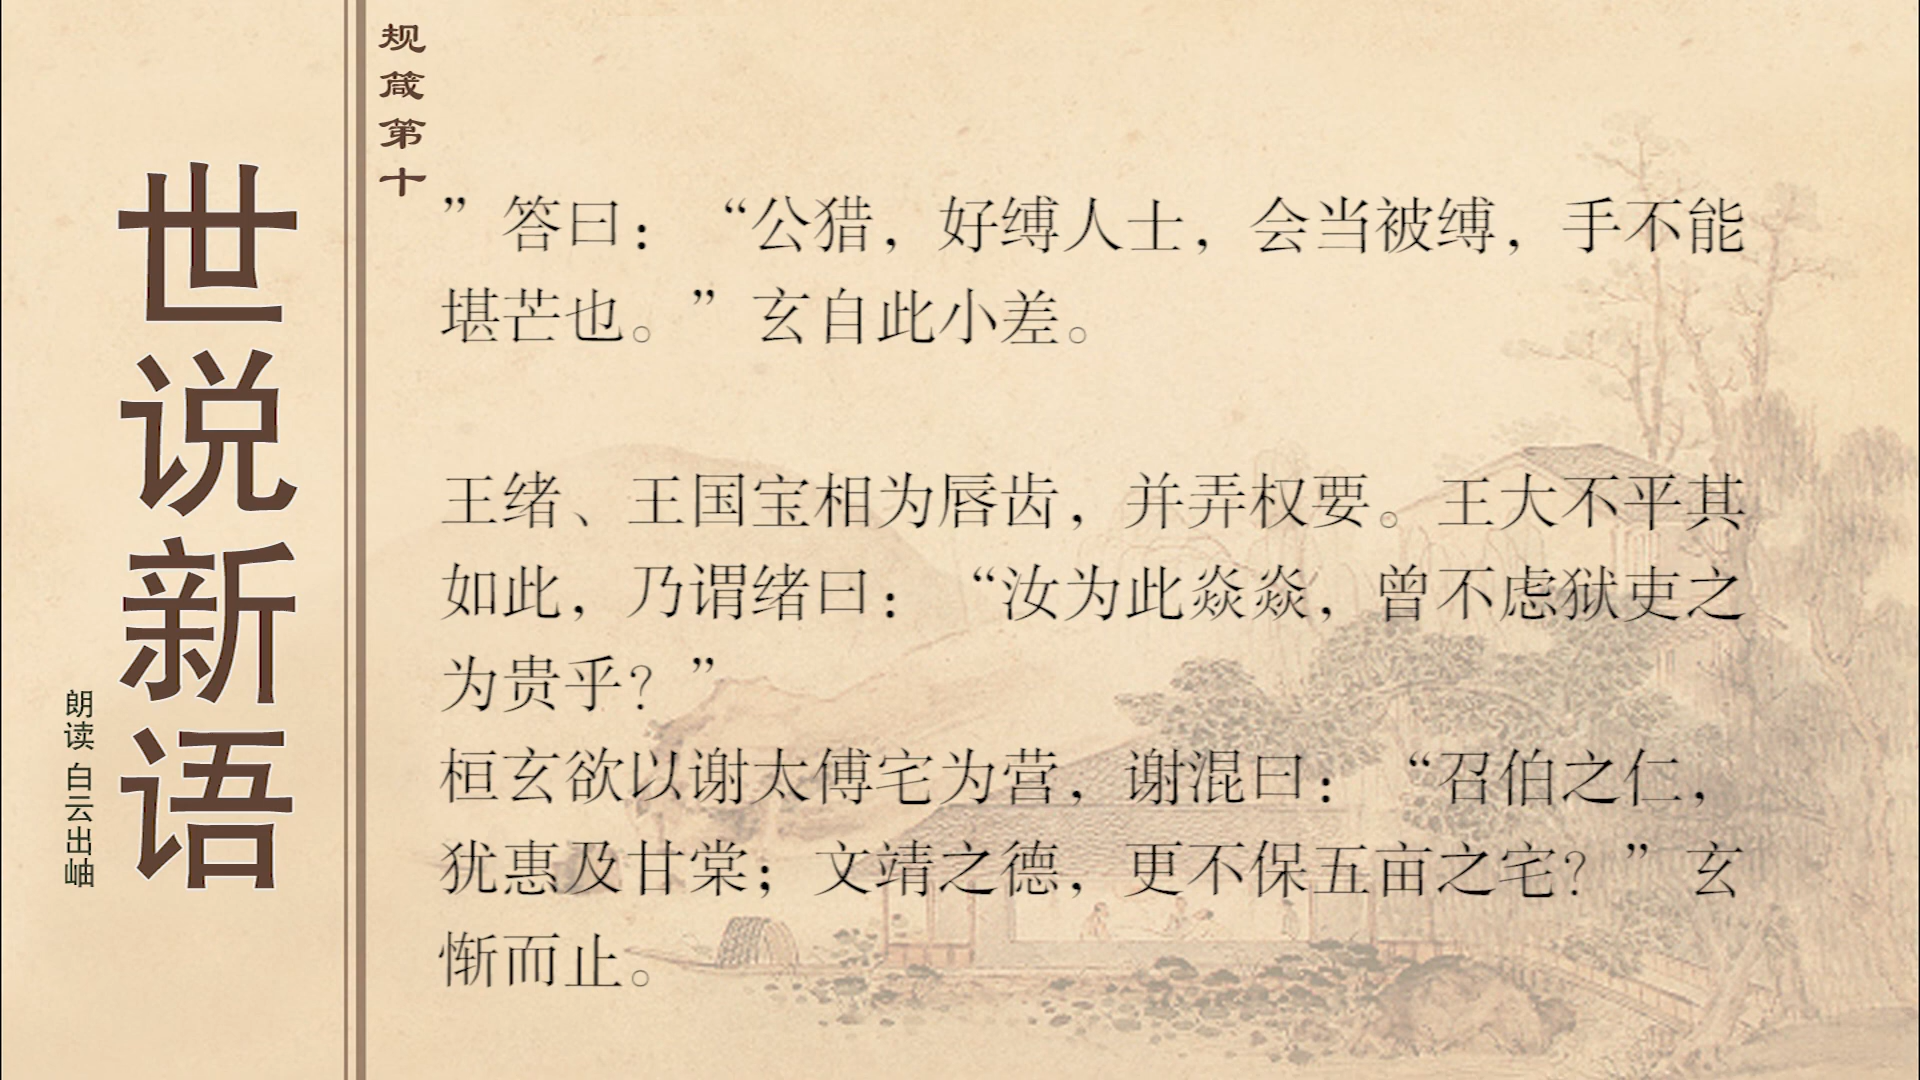 世说新语
朗读 白云出岫
规箴第十
”答曰：“公猎，好缚人士，会当被缚，手不能
堪芒也。”玄自此小差。
王绪、王国宝相为唇齿，并弄权要。王大不平其
如此，乃谓绪曰：“汝为此焱焱，曾不虑狱吏之
为贵乎？”
桓玄欲以谢太傅宅为营，谢混曰：“召伯之仁，
犹惠及甘棠；文靖之德，更不保五亩之宅？”玄
惭而止。